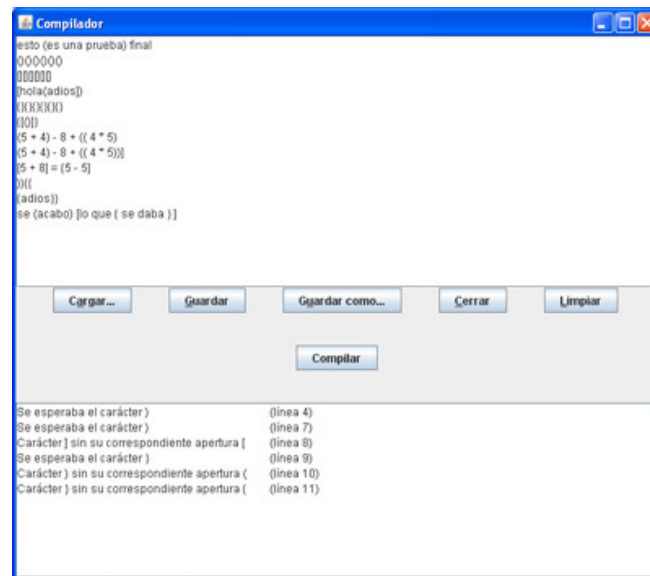 Compilador
esto (es una prueba) final
()()()()()()
[][][][][][]
[hola(adios])
(5 + 4) - 8 + (( 4 * 5)
(5 + 4) - 8 + (( 4 * 5))]
[5 + 8] = (5 - 5]
))((
(adios))
se (acabo) [lo que ( se daba ) ]
Cargar... Guardar Guardar como... Cerrar Limpiar
Compilar
Se esperaba el carácter ) (línea 4)
Se esperaba el carácter ) (línea 7)
Carácter ] sin su correspondiente apertura [ (línea 8)
Se esperaba el carácter ) (línea 9)
Carácter ) sin su correspondiente apertura ( (línea 10)
Carácter ) sin su correspondiente apertura ( (línea 11)